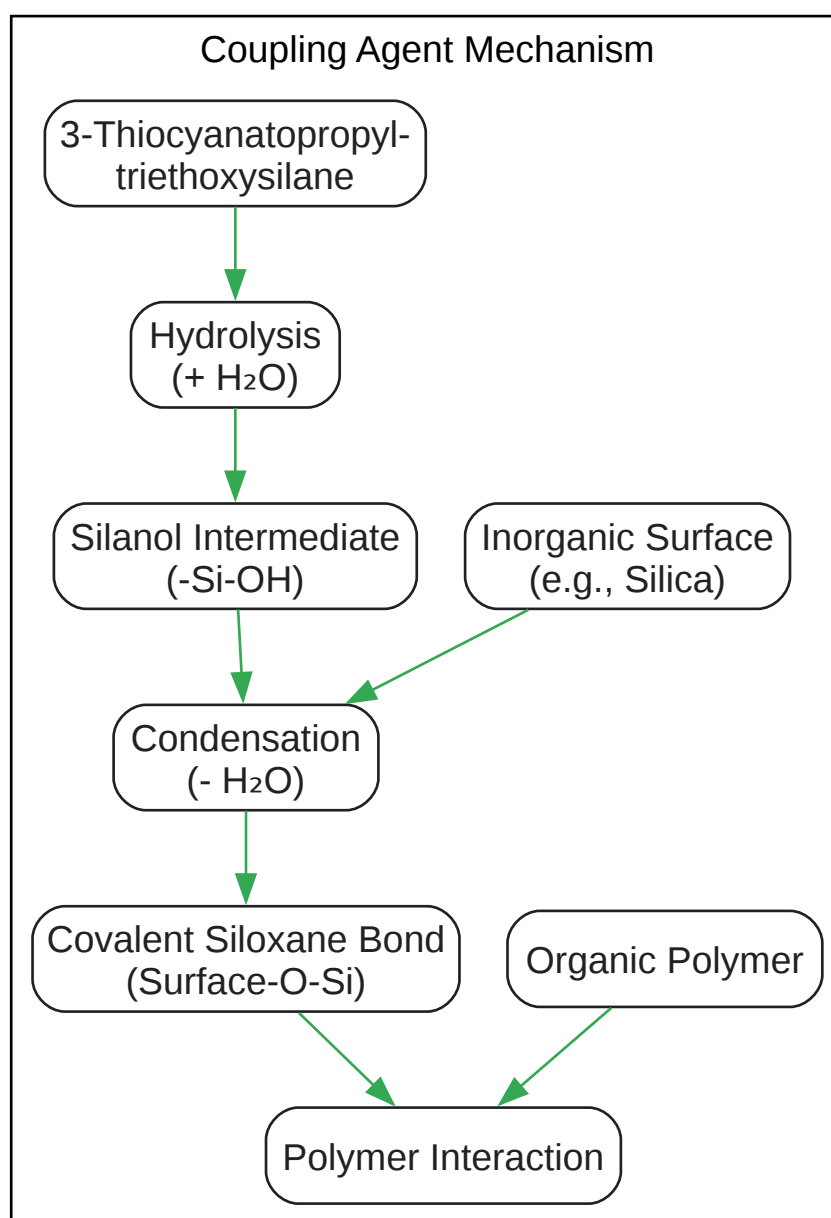 Coupling Agent Mechanism
3-Thiocyanatopropyl-
triethoxysilane
Hydrolysis
(+ H₂O)
Silanol Intermediate
(-Si-OH)
Inorganic Surface
(e.g., Silica)
Condensation
(- H₂O)
Covalent Siloxane Bond
(Surface-O-Si)
Organic Polymer
Polymer Interaction